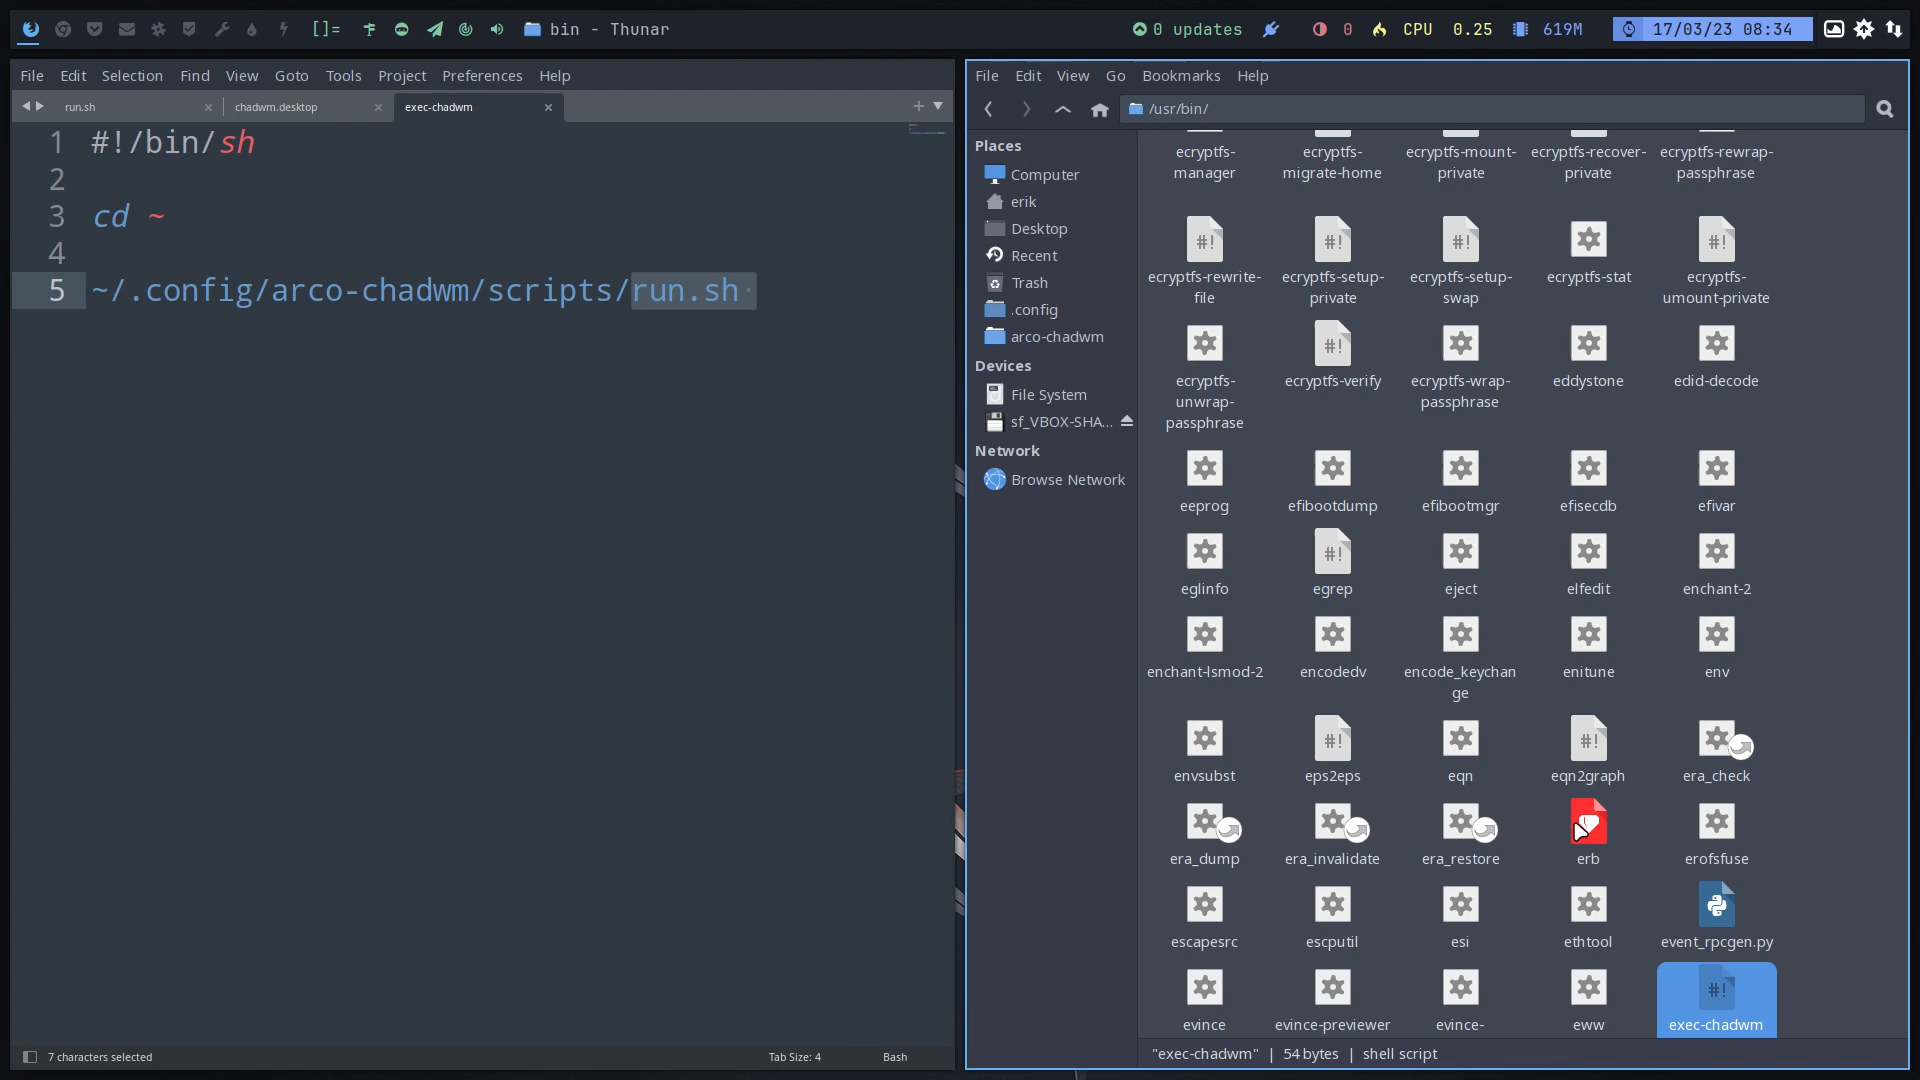 []= bin - Thunar 0 updates 0 CPU 0.25 619M 17/03/23 08:34
File Edit Selection Find View Goto Tools Project Preferences Help
run.sh chadwm.desktop exec-chadwm
1 #!/bin/sh
2
3 cd ~
4
5 ~/.config/arco-chadwm/scripts/run.sh
7 characters selected Tab Size: 4 Bash
File Edit View Go Bookmarks Help
/usr/bin/
Places
Computer
erik
Desktop
Recent
Trash
.config
arco-chadwm
Devices
File System
sf_VBOX-SHA...
Network
Browse Network
ecryptfs-manager ecryptfs-migrate-home ecryptfs-mount-private ecryptfs-recover-private ecryptfs-rewrap-passphrase
ecryptfs-rewrite-file ecryptfs-setup-private ecryptfs-setup-swap ecryptfs-stat ecryptfs-umount-private
ecryptfs-unwrap-passphrase ecryptfs-verify ecryptfs-wrap-passphrase eddystone edid-decode
eeprog efibootdump efibootmgr efisecdb efivar
eglinfo egrep eject elfedit enchant-2
enchant-lsmod-2 encodedv encode_keychange enitune env
envsubst eps2eps eqn eqn2graph era_check
era_dump era_invalidate era_restore erb erofsfuse
escapesrc escputil esi ethtool event_rpcgen.py
evince evince-previewer evince- eww exec-chadwm
"exec-chadwm" | 54 bytes | shell script